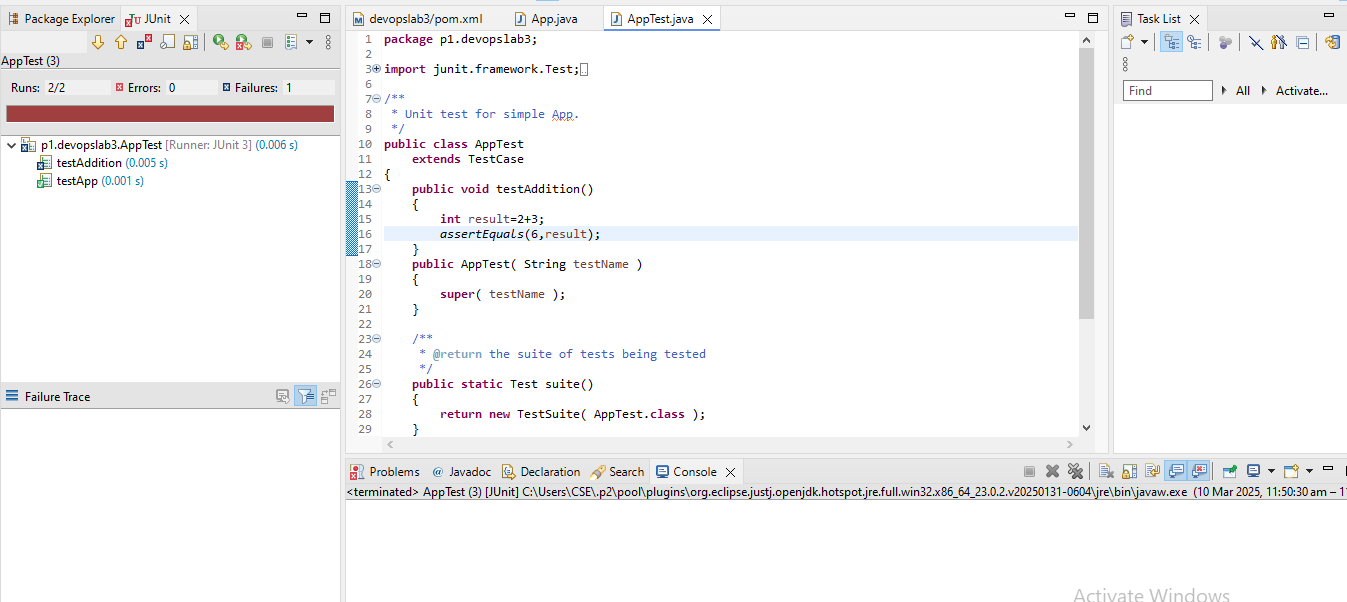 Package Explorer JUnit
AppTest (3)
Runs: 2/2 Errors: 0 Failures: 1
p1.devopslab3.AppTest [Runner: JUnit 3] (0.006 s)
testAddition (0.005 s)
testApp (0.001 s)
Failure Trace
devopslab3/pom.xml App.java AppTest.java
1 package p1.devopslab3;
2
3 import junit.framework.Test;
6
7 /**
8 * Unit test for simple App.
9 */
10 public class AppTest
11 extends TestCase
12 {
13 public void testAddition()
14 {
15 int result=2+3;
16 assertEquals(6,result);
17 }
18 public AppTest( String testName )
19 {
20 super( testName );
21 }
22
23 /**
24 * @return the suite of tests being tested
25 */
26 public static Test suite()
27 {
28 return new TestSuite( AppTest.class );
29 }
Task List
Find All Activate...
Problems @ Javadoc Declaration Search Console
<terminated> AppTest (3) [JUnit] C:\Users\CSE\.p2\pool\plugins\org.eclipse.justj.openjdk.hotspot.jre.full.win32.x86_64_23.0.2.v20250131-0604\jre\bin\javaw.exe (10 Mar 2025, 11:50:30 am – 1
Activate Windows